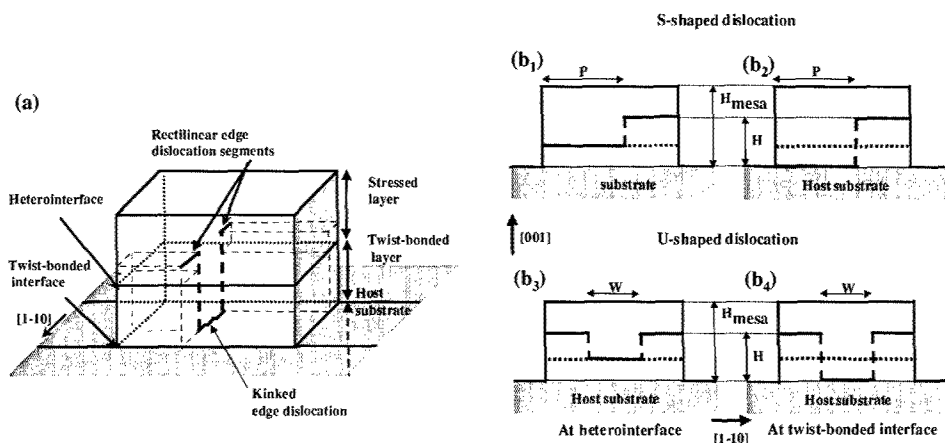 (a)
Rectilinear edge
dislocation segments
Heterointerface
Twist-bonded
interface
[1-10]
Stressed
layer
Twist-bonded
layer
Host
substrate
Kinked
edge dislocation
S-shaped dislocation
(b1)
P
(b2)
P
Hmesa
H
substrate
Host substrate
[001]
U-shaped dislocation
(b3)
W
(b4)
W
Hmesa
H
Host substrate
Host substrate
At heterointerface
[1-10]
At twist-bonded interface